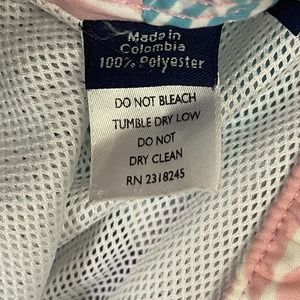 Made in
Colombia
100% Polyester
DO NOT BLEACH
TUMBLE DRY LOW
DO NOT
DRY CLEAN
RN 2318245